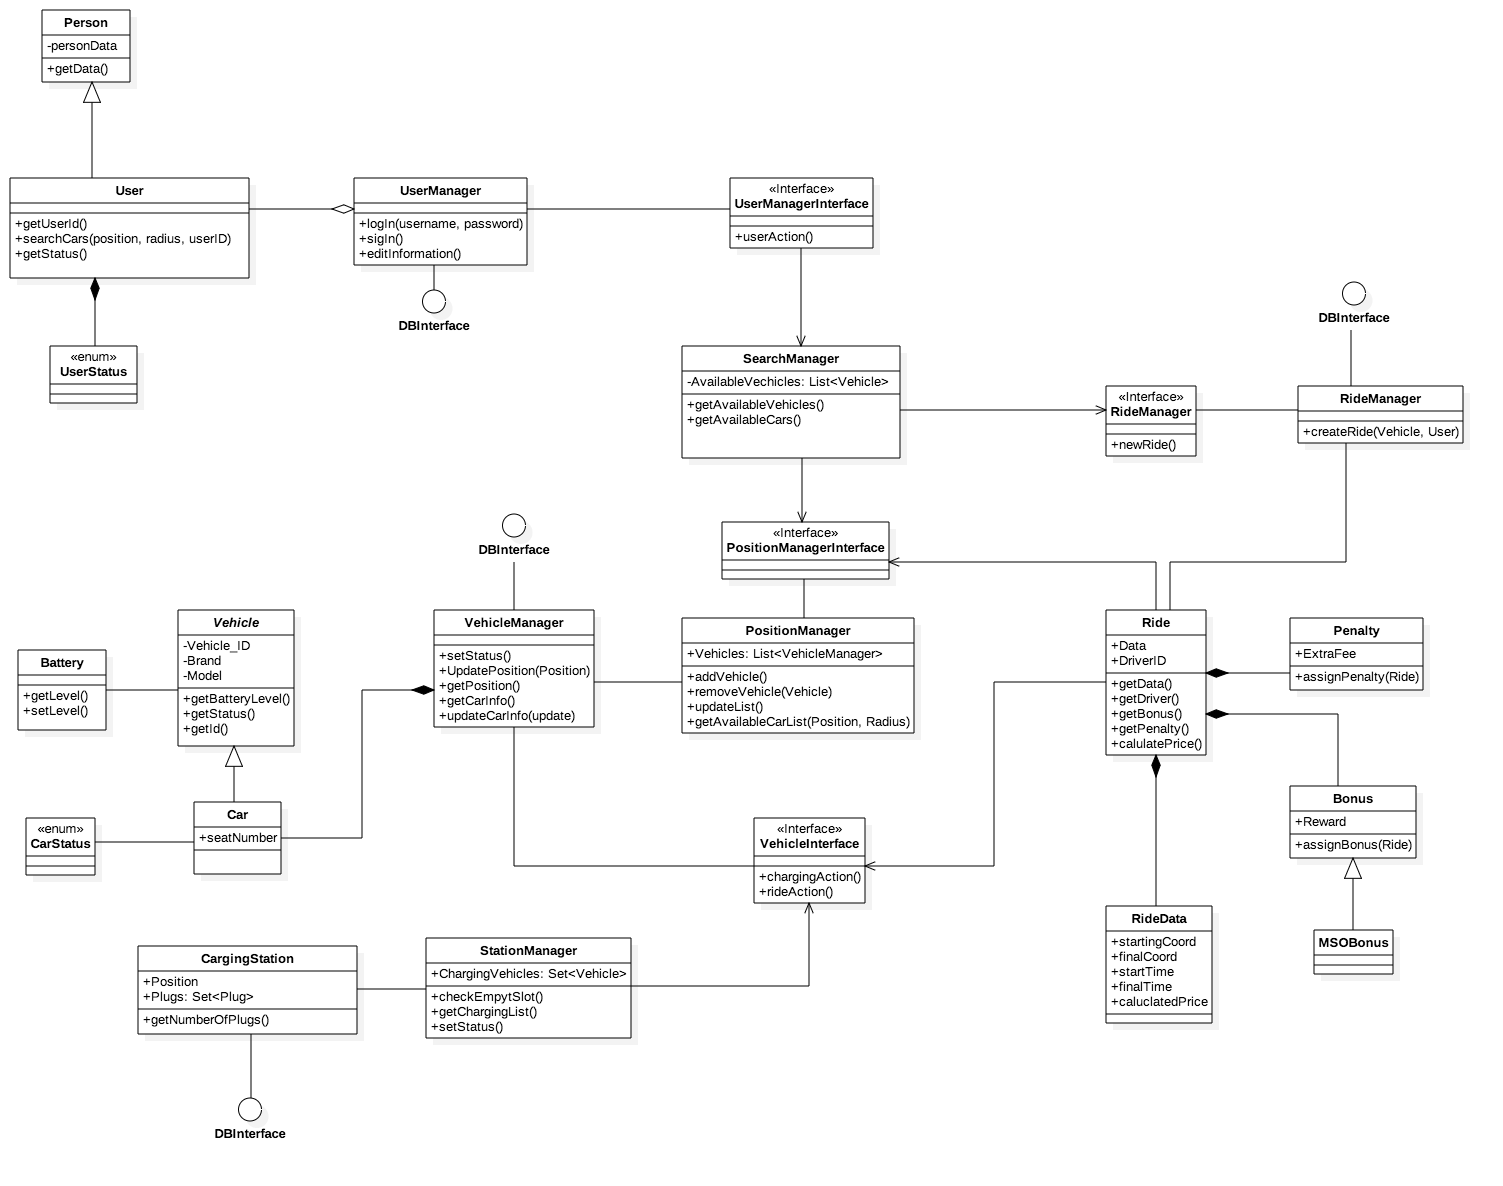 Person
-personData
+getData()
User
+getUserId()
+searchCars(position, radius, userID)
+getStatus()
UserManager
+logIn(username, password)
+sigIn()
+editInformation()
«Interface»
UserManagerInterface
+userAction()
DBInterface
DBInterface
«enum»
UserStatus
SearchManager
-AvailableVechicles: List<Vehicle>
+getAvailableVehicles()
+getAvailableCars()
«Interface»
RideManager
+newRide()
RideManager
+createRide(Vehicle, User)
DBInterface
«Interface»
PositionManagerInterface
Battery
+getLevel()
+setLevel()
Vehicle
-Vehicle_ID
-Brand
-Model
+getBatteryLevel()
+getStatus()
+getId()
VehicleManager
+setStatus()
+UpdatePosition(Position)
+getPosition()
+getCarInfo()
+updateCarInfo(update)
PositionManager
+Vehicles: List<VehicleManager>
+addVehicle()
+removeVehicle(Vehicle)
+updateList()
+getAvailableCarList(Position, Radius)
Ride
+Data
+DriverID
+getData()
+getDriver()
+getBonus()
+getPenalty()
+calulatePrice()
Penalty
+ExtraFee
+assignPenalty(Ride)
«enum»
CarStatus
Car
+seatNumber
«Interface»
VehicleInterface
+chargingAction()
+rideAction()
Bonus
+Reward
+assignBonus(Ride)
CargingStation
+Position
+Plugs: Set<Plug>
+getNumberOfPlugs()
StationManager
+ChargingVehicles: Set<Vehicle>
+checkEmpytSlot()
+getChargingList()
+setStatus()
RideData
+startingCoord
+finalCoord
+startTime
+finalTime
+caluclatedPrice
MSOBonus
DBInterface